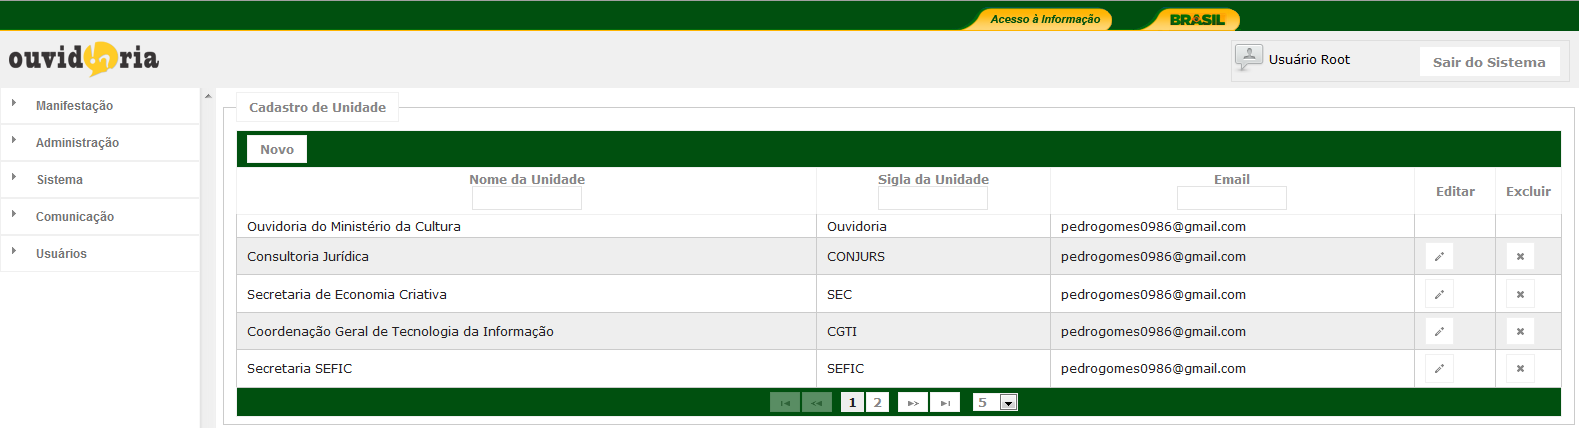 Acesso à Informação BRASIL
ouvidoria
Usuário Root Sair do Sistema
Manifestação
Administração
Sistema
Comunicação
Usuários
Cadastro de Unidade
Novo
Nome da Unidade Sigla da Unidade Email Editar Excluir
Ouvidoria do Ministério da Cultura Ouvidoria pedrogomes0986@gmail.com
Consultoria Jurídica CONJURS pedrogomes0986@gmail.com
Secretaria de Economia Criativa SEC pedrogomes0986@gmail.com
Coordenação Geral de Tecnologia da Informação CGTI pedrogomes0986@gmail.com
Secretaria SEFIC SEFIC pedrogomes0986@gmail.com
1 2 5